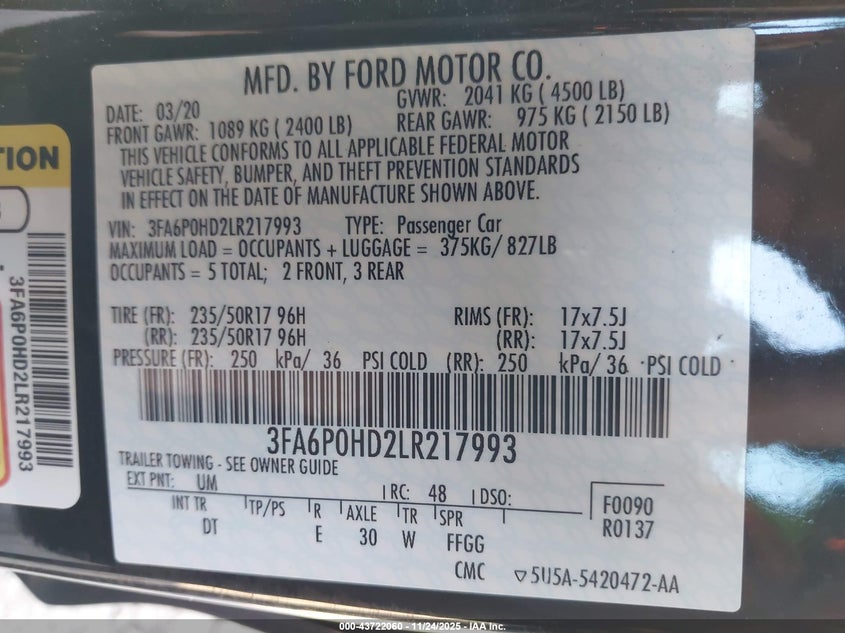 MFD. BY FORD MOTOR CO.
DATE: 03/20 GVWR: 2041 KG ( 4500 LB)
FRONT GAWR: 1089 KG ( 2400 LB) REAR GAWR: 975 KG ( 2150 LB)
THIS VEHICLE CONFORMS TO ALL APPLICABLE FEDERAL MOTOR
VEHICLE SAFETY, BUMPER, AND THEFT PREVENTION STANDARDS
IN EFFECT ON THE DATE OF MANUFACTURE SHOWN ABOVE.
VIN: 3FA6P0HD2LR217993 TYPE: Passenger Car
MAXIMUM LOAD = OCCUPANTS + LUGGAGE = 375KG/ 827LB
OCCUPANTS = 5 TOTAL; 2 FRONT, 3 REAR
TIRE (FR): 235/50R17 96H RIMS (FR): 17x7.5J
(RR): 235/50R17 96H (RR): 17x7.5J
PRESSURE (FR): 250 kPa/ 36 PSI COLD (RR): 250 kPa/ 36 PSI COLD
3FA6P0HD2LR217993
TRAILER TOWING - SEE OWNER GUIDE
EXT PNT: UM RC: 48 DSO:
INT TR TP/PS R AXLE TR SPR
DT E 30 W FFGG
F0090
R0137
CMC ▽5U5A-5420472-AA
TION
3FA6P0HD2LR217993
000-43722060 - 11/24/2025 - IAA Inc.